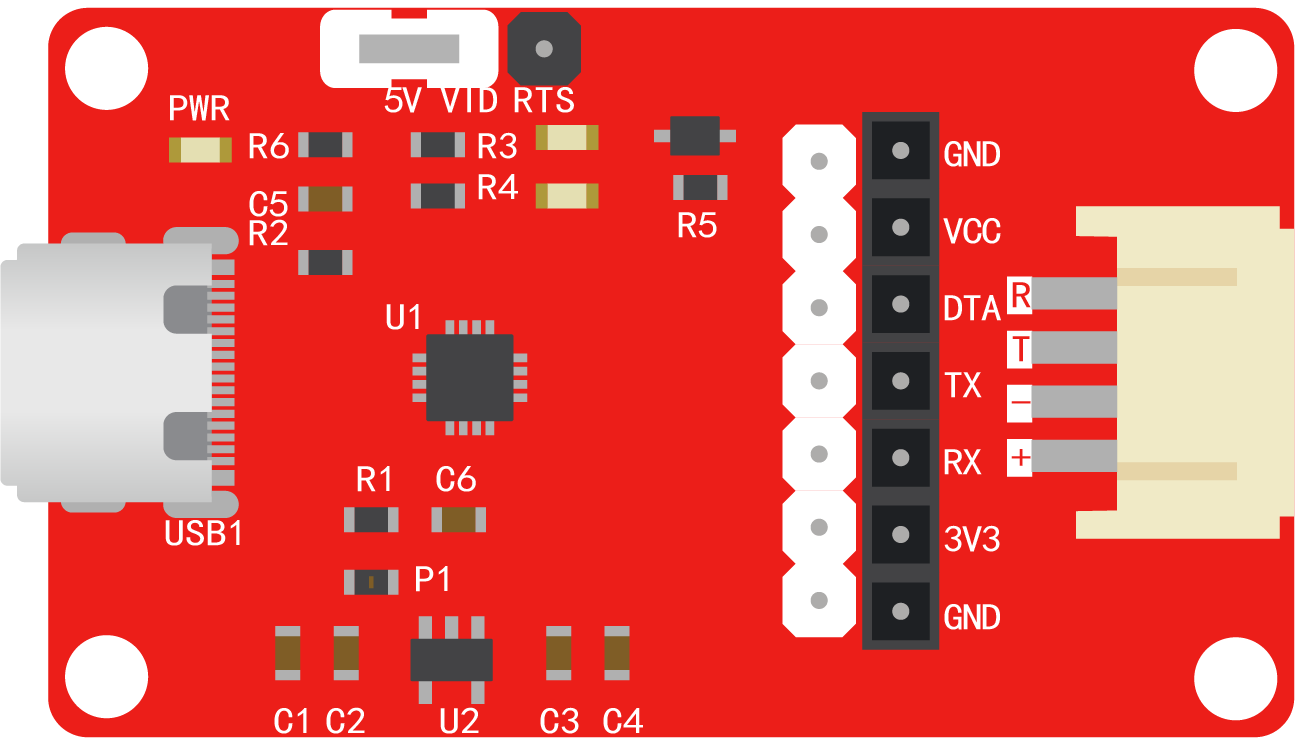 5V VID RTS
PWR
R6
R3
C5
R4
R2
R5
GND
VCC
DTA
TX
RX
3V3
GND
R
T
−
+
U1
R1
C6
USB1
P1
C1
C2
U2
C3
C4